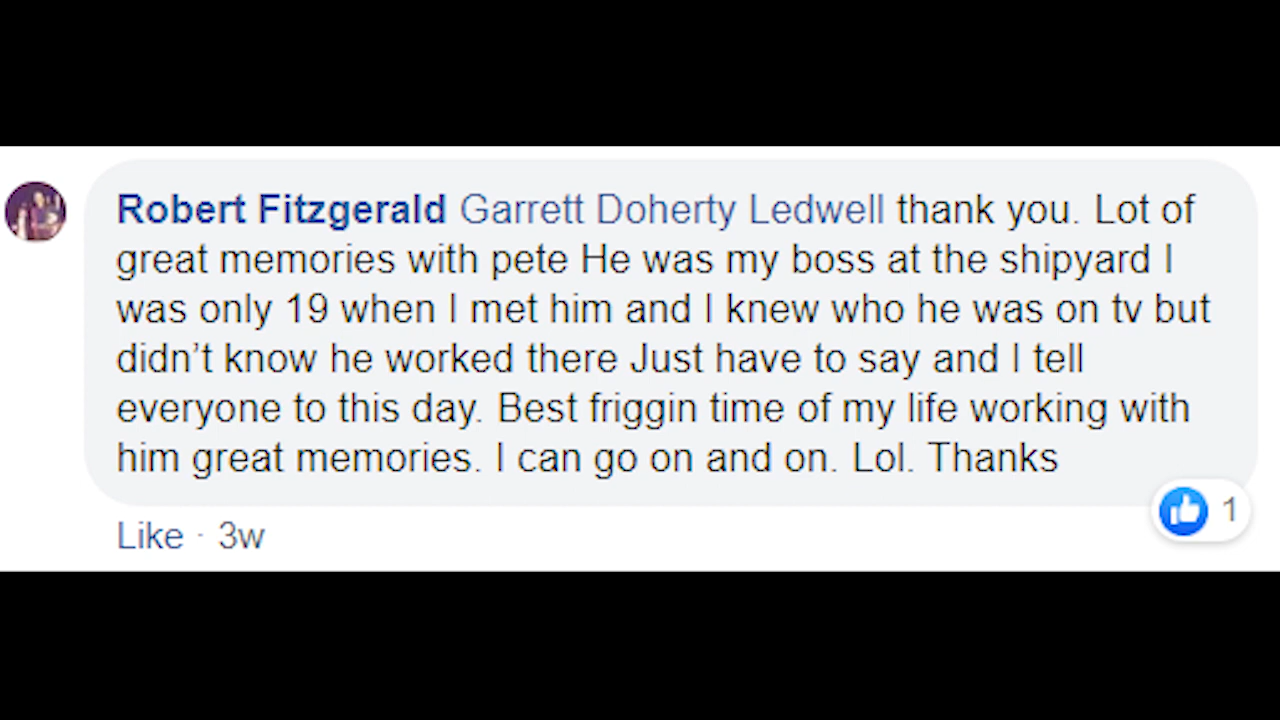 Robert Fitzgerald Garrett Doherty Ledwell thank you. Lot of
great memories with pete He was my boss at the shipyard I
was only 19 when I met him and I knew who he was on tv but
didn’t know he worked there Just have to say and I tell
everyone to this day. Best friggin time of my life working with
him great memories. I can go on and on. Lol. Thanks
1
Like · 3w